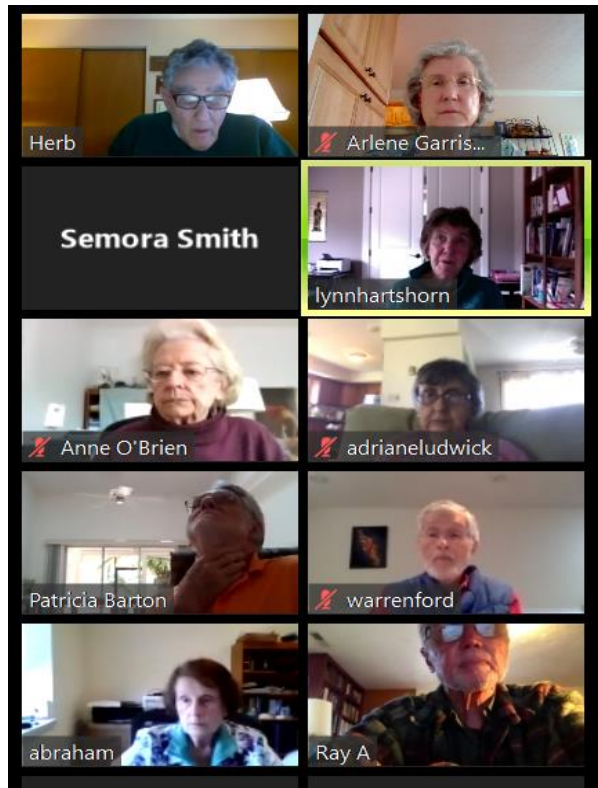 Herb
Arlene Garris...
Semora Smith
lynnhartshorn
Anne O'Brien
adrianeludwick
Patricia Barton
warrenford
abraham
Ray A